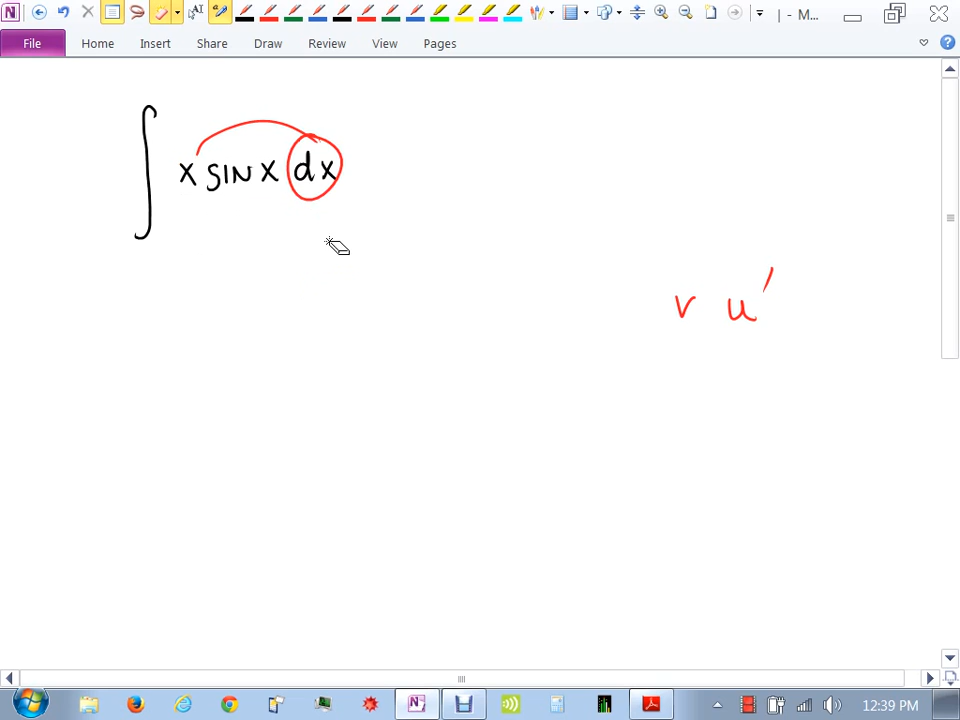 | - M...
File Home Insert Share Draw Review View Pages
∫ x sin x dx
v u'
12:39 PM